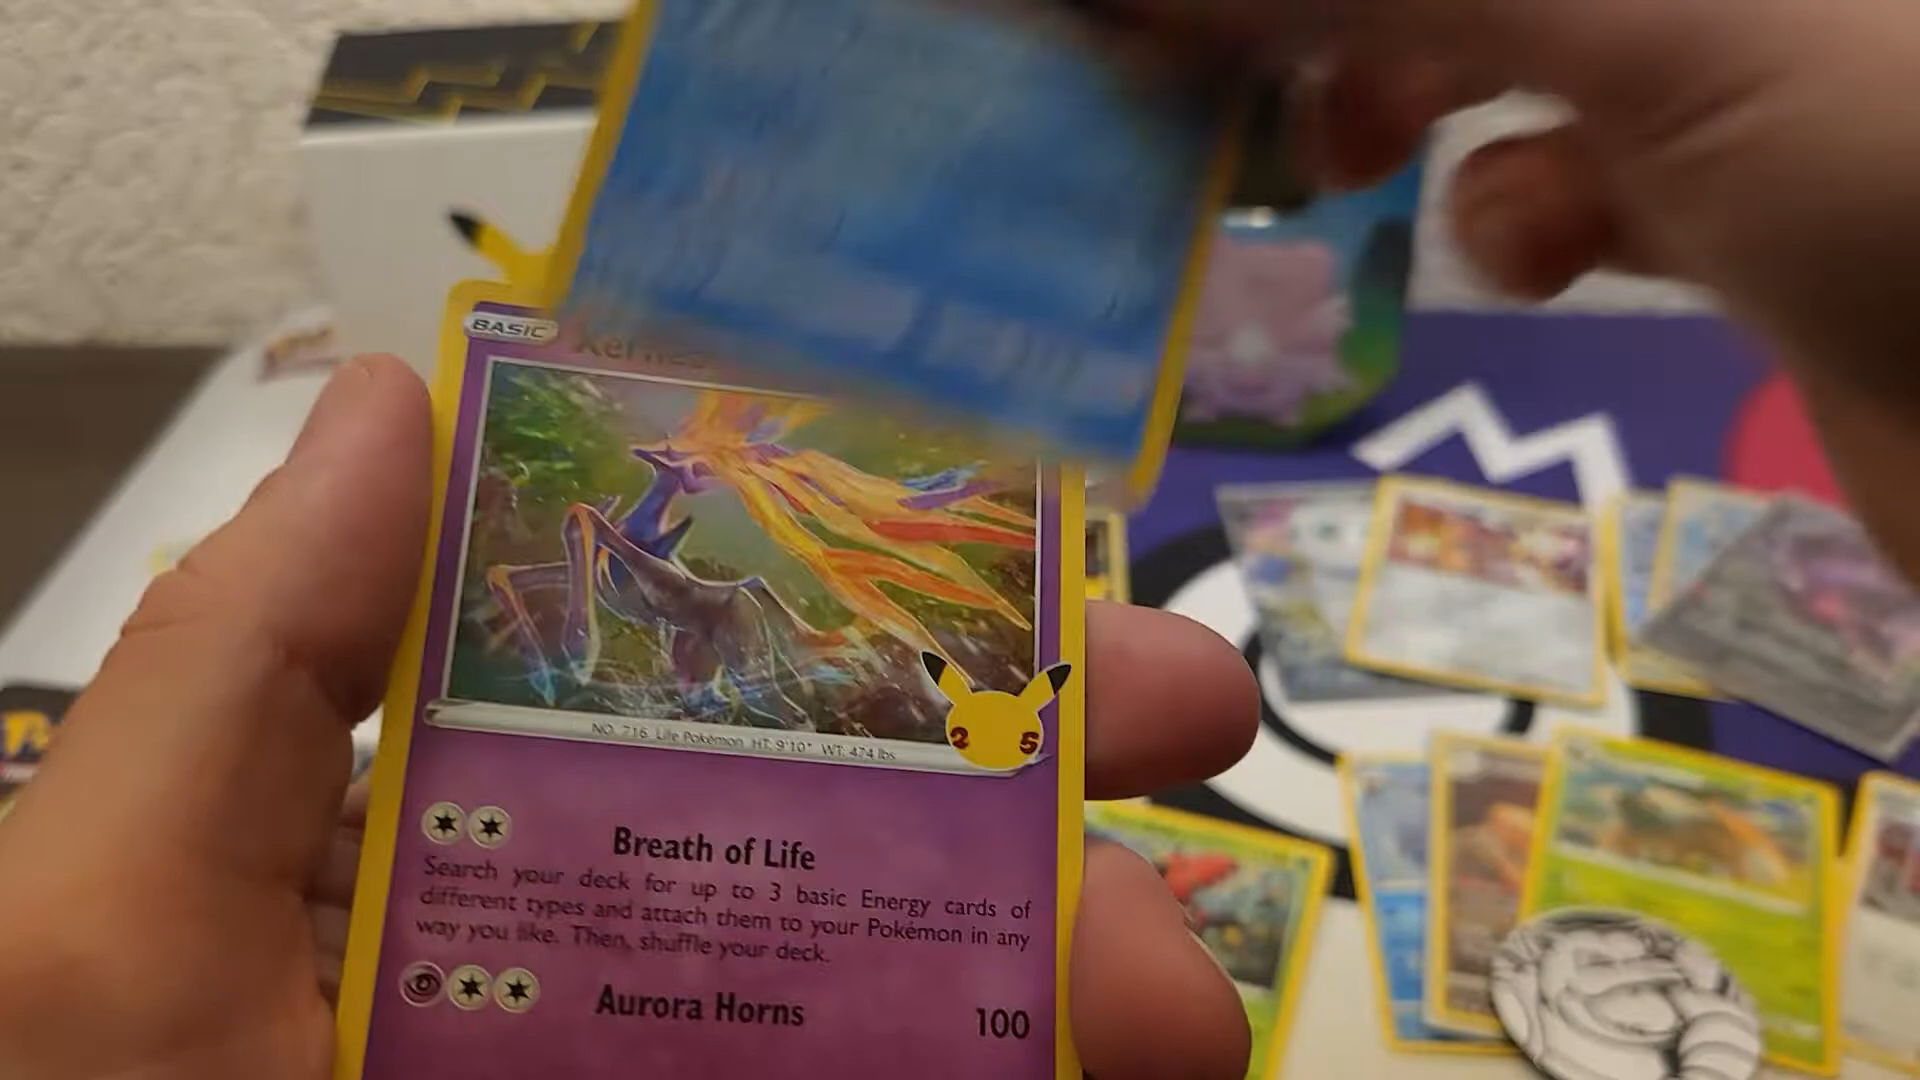 BASIC
NO. 716 Life Pokémon HT: 9'10" WT: 474 lbs
25
Breath of Life
Search your deck for up to 3 basic Energy cards of
different types and attach them to your Pokémon in any
way you like. Then, shuffle your deck.
Aurora Horns 100